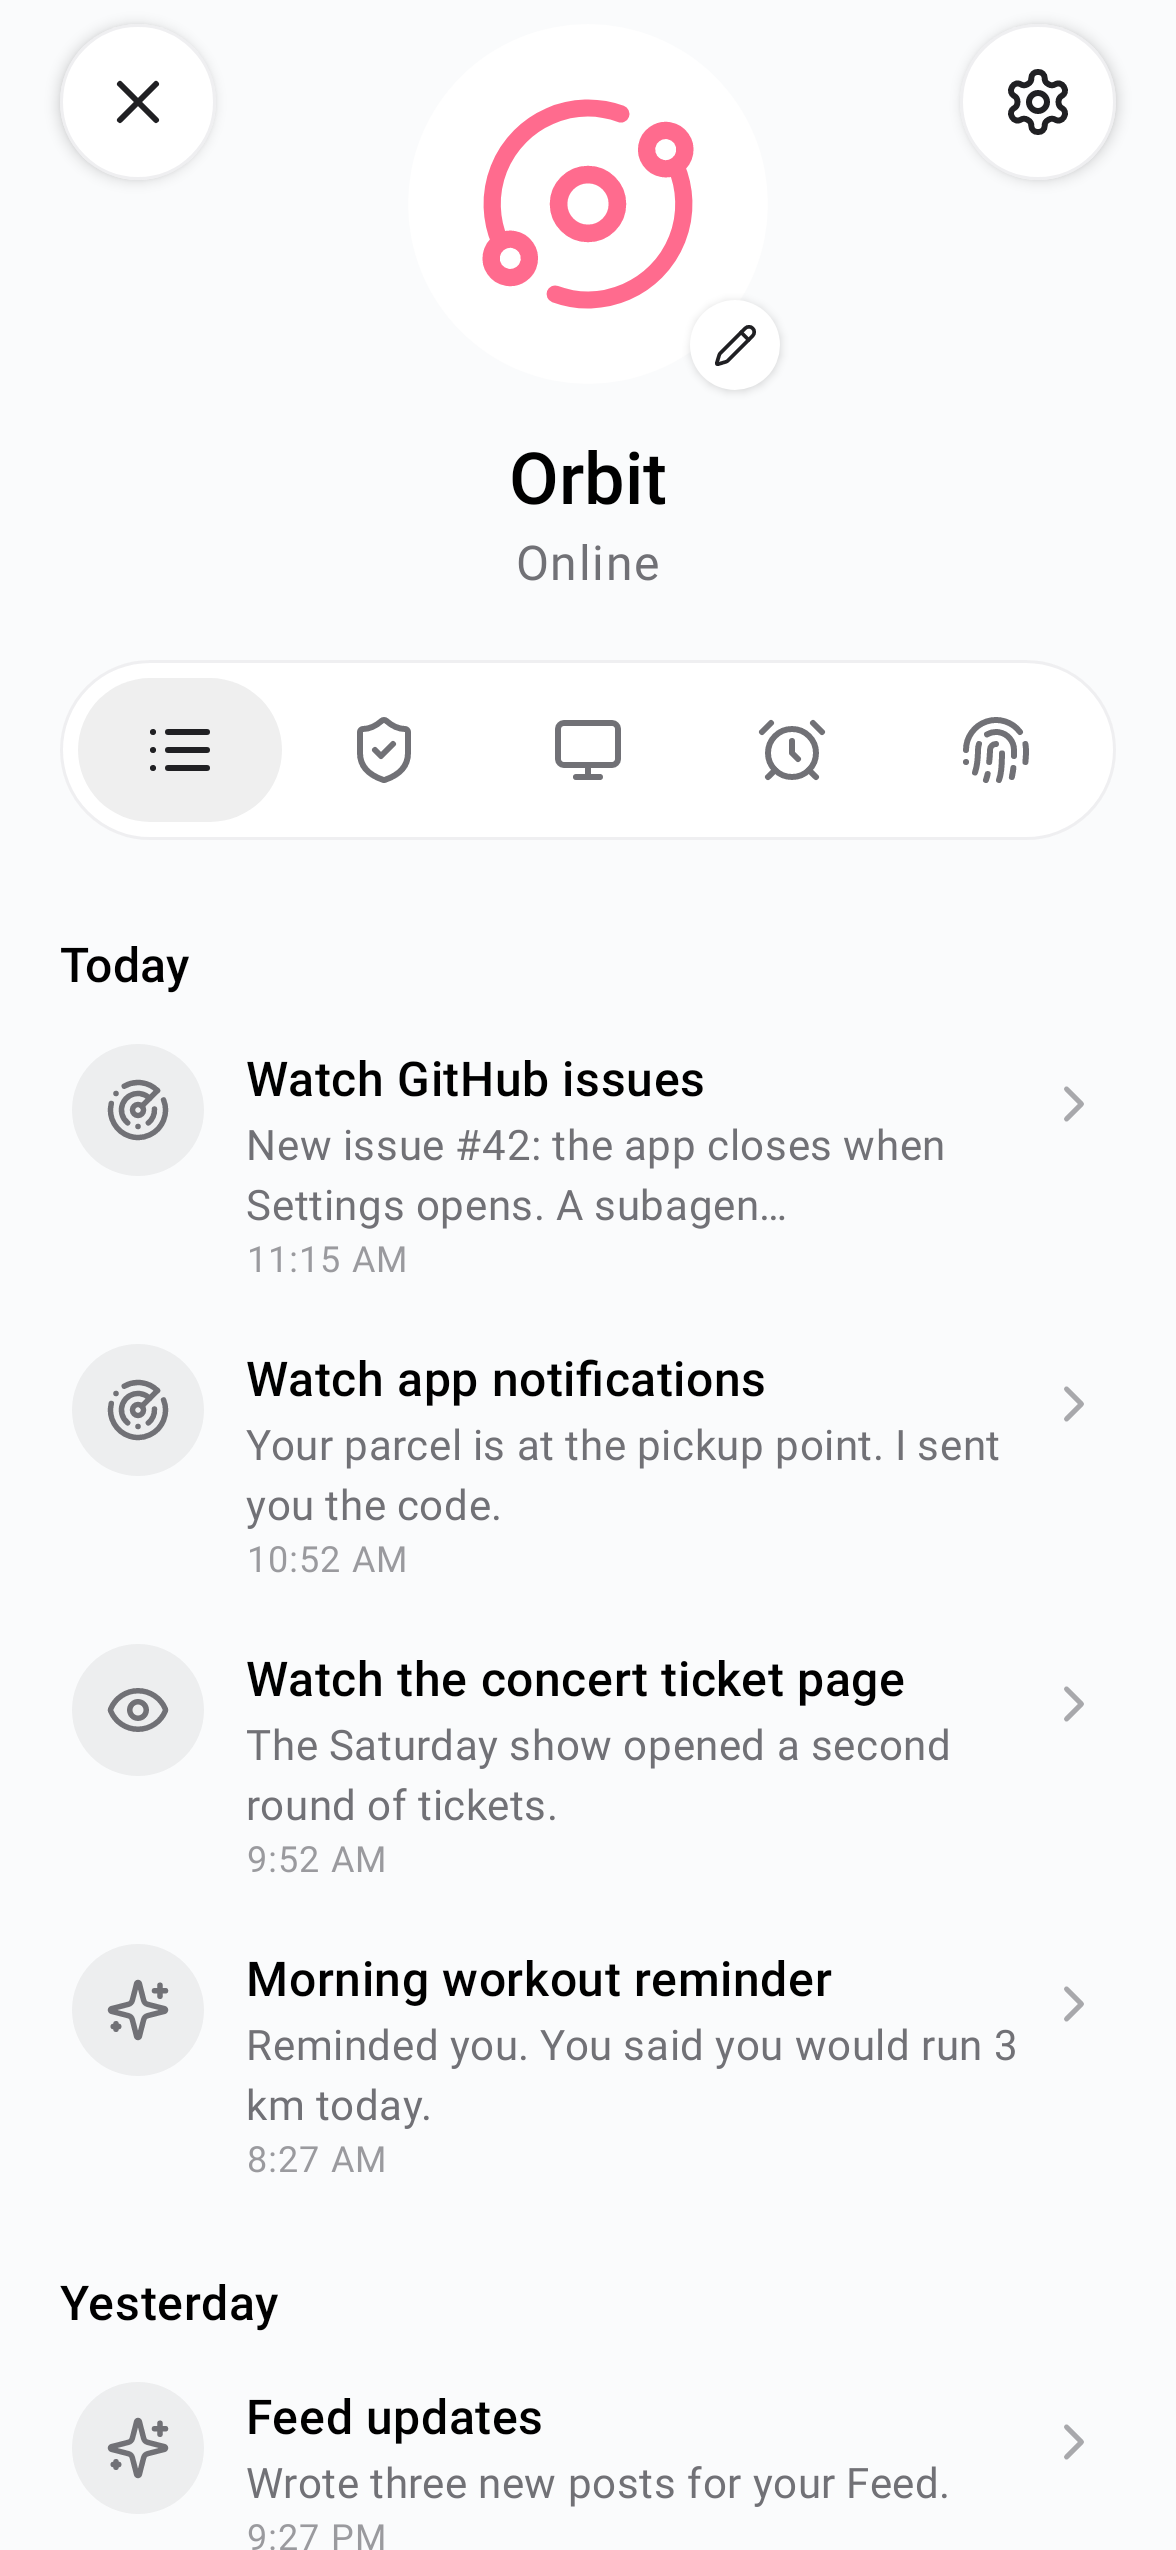 Orbit
Online
Today
Watch GitHub issues
New issue #42: the app closes when
Settings opens. A subagen...
11:15 AM
Watch app notifications
Your parcel is at the pickup point. I sent
you the code.
10:52 AM
Watch the concert ticket page
The Saturday show opened a second
round of tickets.
9:52 AM
Morning workout reminder
Reminded you. You said you would run 3
km today.
8:27 AM
Yesterday
Feed updates
Wrote three new posts for your Feed.
9:27 PM